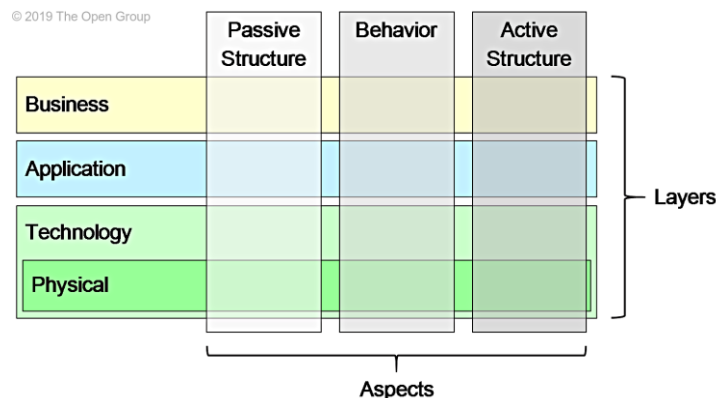 © 2019 The Open Group
Passive
Structure
Behavior
Active
Structure
Business
Application
Technology
Physical
Layers
Aspects